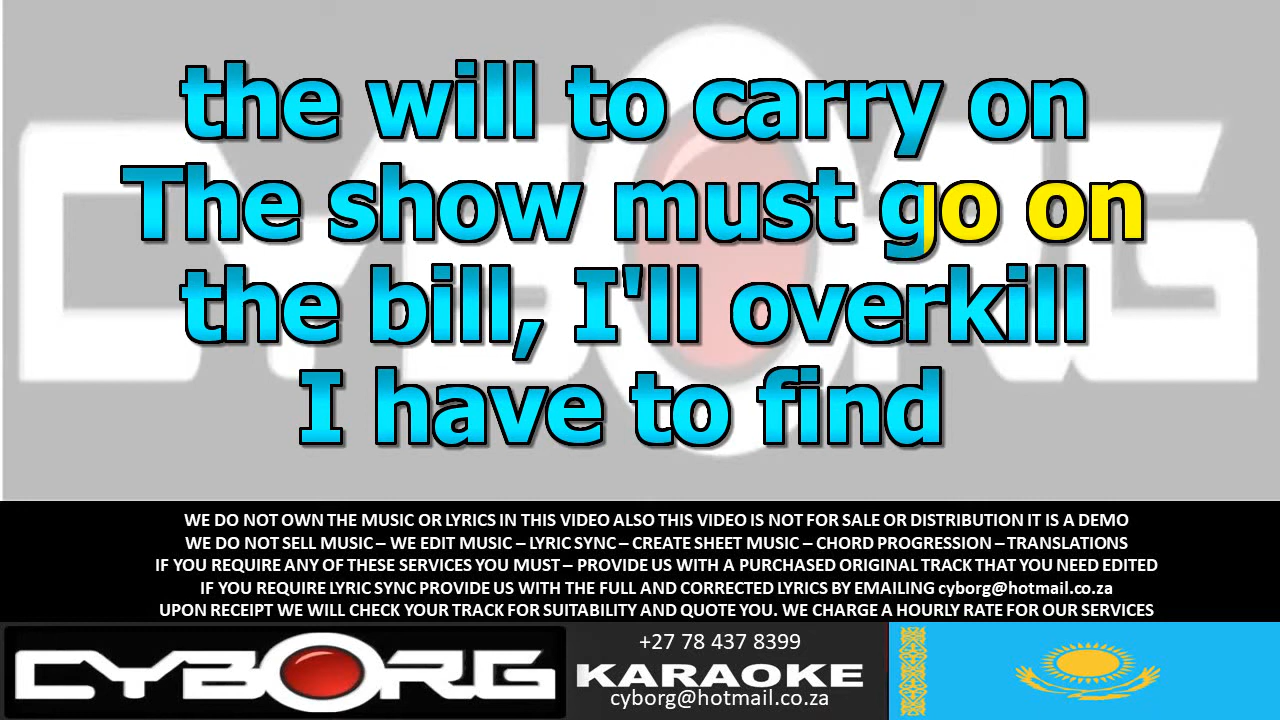 the will to carry on
The show must go on
the bill, I'll overkill
I have to find
WE DO NOT OWN THE MUSIC OR LYRICS IN THIS VIDEO ALSO THIS VIDEO IS NOT FOR SALE OR DISTRIBUTION IT IS A DEMO
WE DO NOT SELL MUSIC – WE EDIT MUSIC – LYRIC SYNC – CREATE SHEET MUSIC – CHORD PROGRESSION – TRANSLATIONS
IF YOU REQUIRE ANY OF THESE SERVICES YOU MUST – PROVIDE US WITH A PURCHASED ORIGINAL TRACK THAT YOU NEED EDITED
IF YOU REQUIRE LYRIC SYNC PROVIDE US WITH THE FULL AND CORRECTED LYRICS BY EMAILING cyborg@hotmail.co.za
UPON RECEIPT WE WILL CHECK YOUR TRACK FOR SUITABILITY AND QUOTE YOU. WE CHARGE A HOURLY RATE FOR OUR SERVICES
CYBORG
+27 78 437 8399
KARAOKE
cyborg@hotmail.co.za